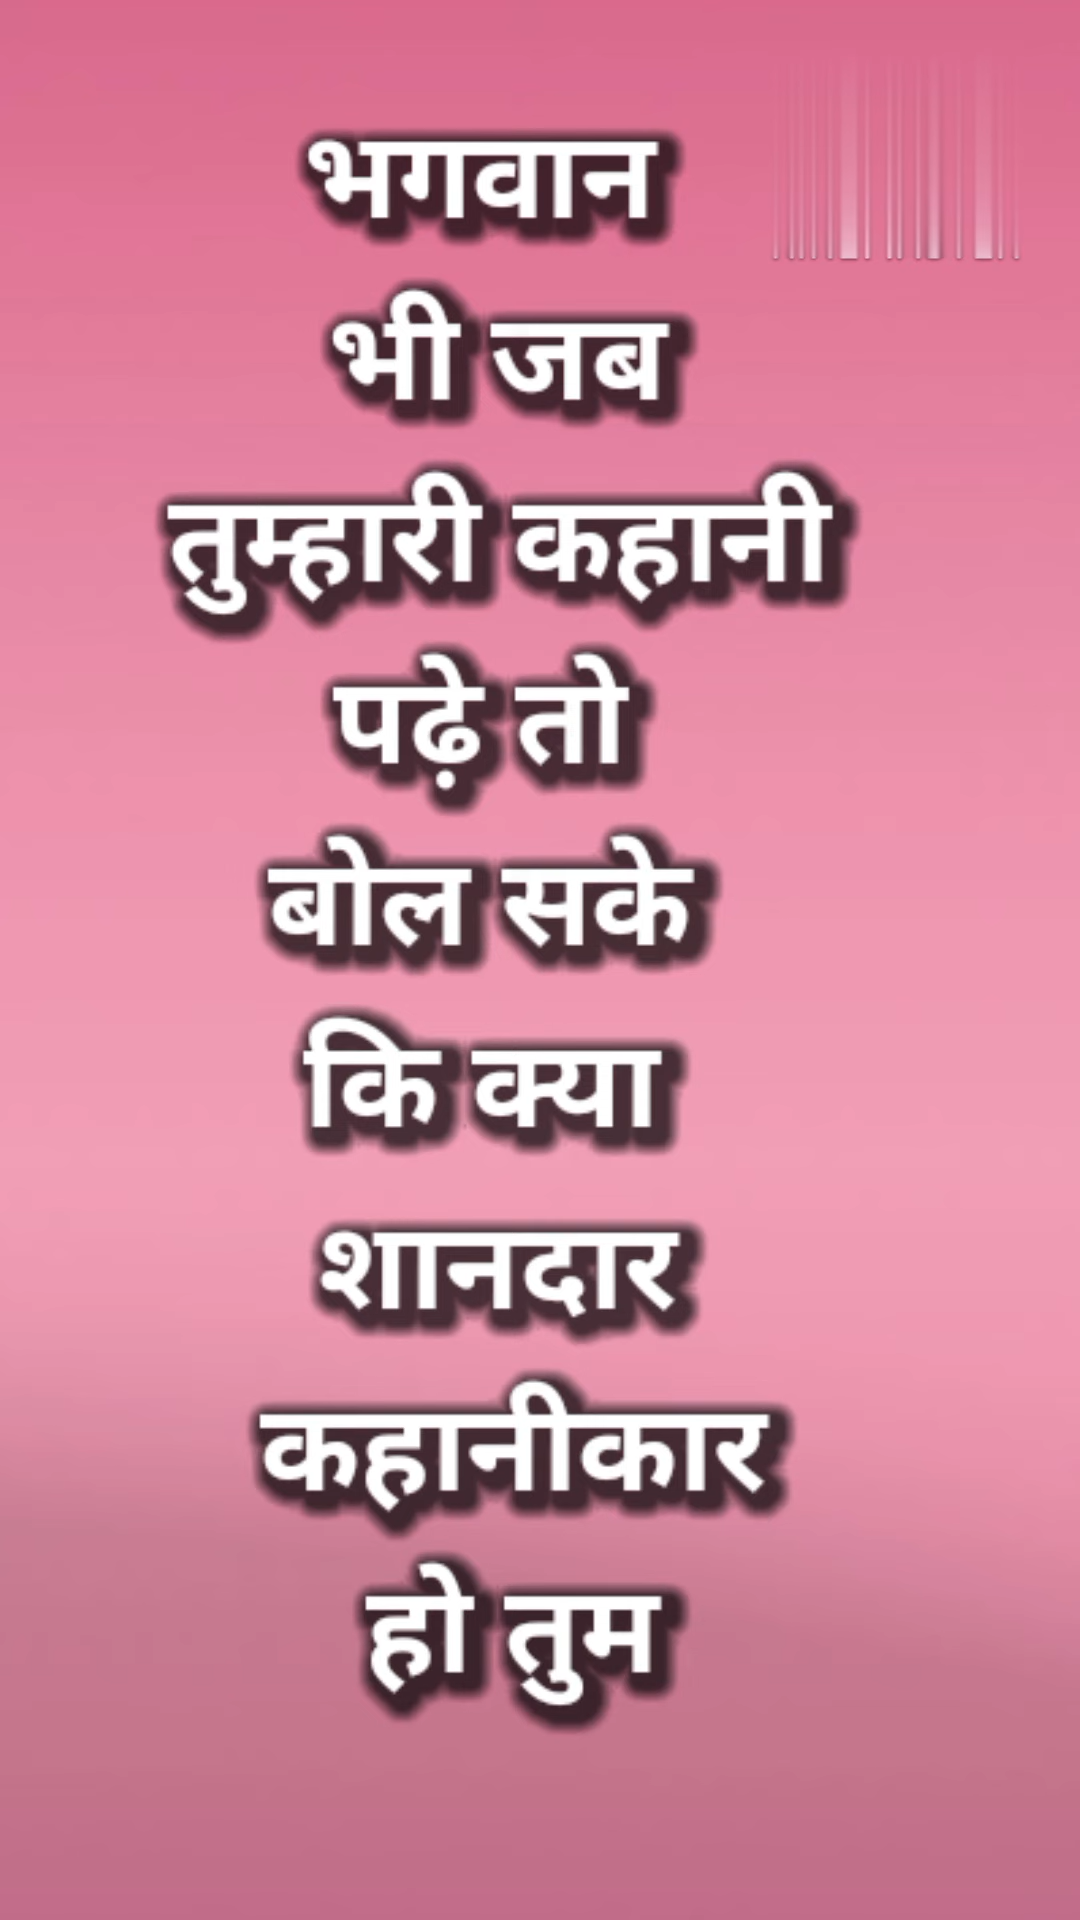 भगवान
भी जब
तुम्हारी कहानी
पढ़े तो
बोल सके
कि क्या
शानदार
कहानीकार
हो तुम